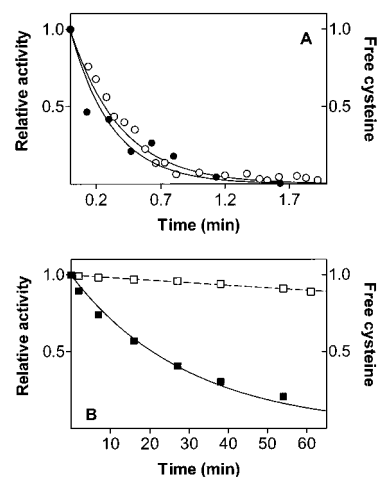 1.0
1.0
A
Relative activity
0.5
0.5
Free cysteine
0.2
0.7
1.2
1.7
Time (min)
1.0
1.0
Relative activity
0.5
0.5
Free cysteine
B
10
20
30
40
50
60
Time (min)